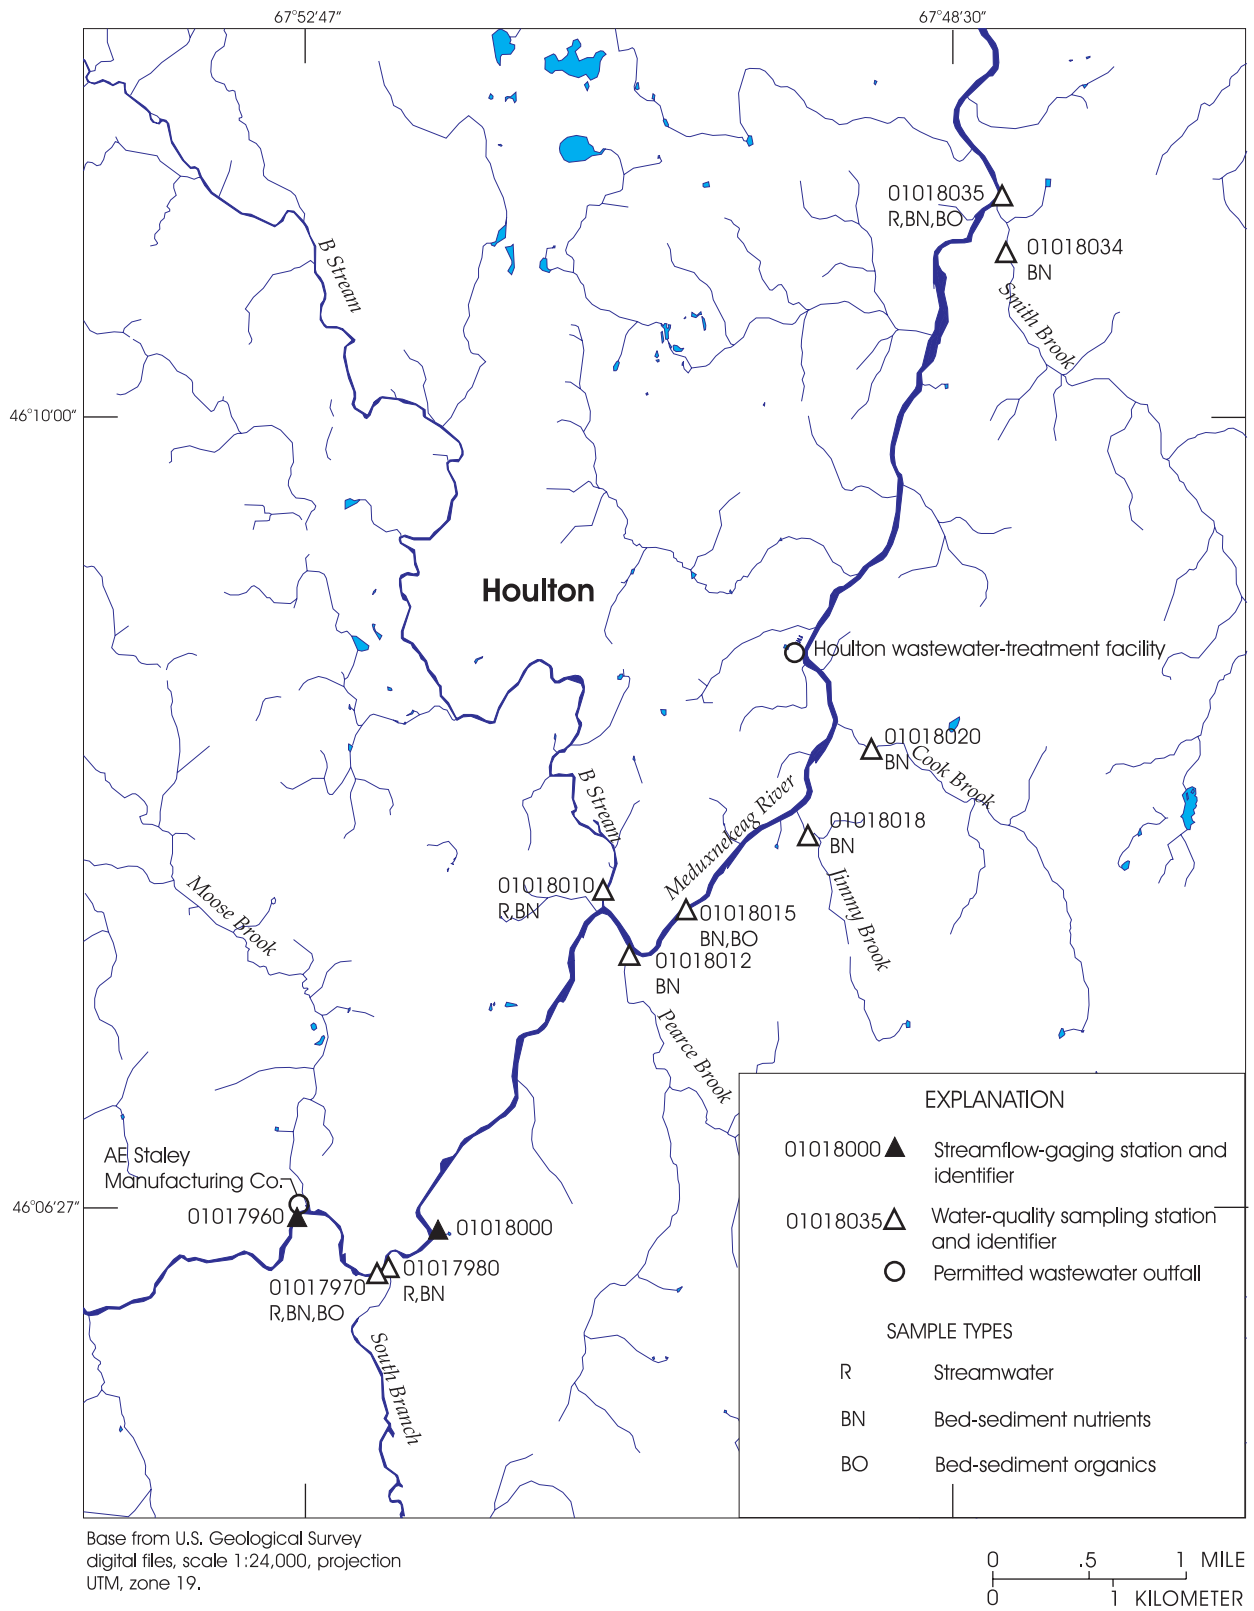 67°52'47"
67°48'30"
01018035
R,BN,BO
01018034
BN
B Stream
Smith Brook
46°10'00"
Houlton
Houlton wastewater-treatment facility
01018020
BN
Cook Brook
B Stream
Meduxnekeag River
01018018
BN
Moose Brook
01018010
R,BN
01018015
BN,BO
Jimmy Brook
01018012
BN
Pearce Brook
AE Staley
Manufacturing Co.
46°06'27"
01017960
01018000
01017980
R,BN
01017970
R,BN,BO
South Branch
EXPLANATION
01018000 Streamflow-gaging station and
identifier
01018035 Water-quality sampling station
and identifier
Permitted wastewater outfall
SAMPLE TYPES
R Streamwater
BN Bed-sediment nutrients
BO Bed-sediment organics
Base from U.S. Geological Survey
digital files, scale 1:24,000, projection
UTM, zone 19.
0 .5 1 MILE
0 1 KILOMETER